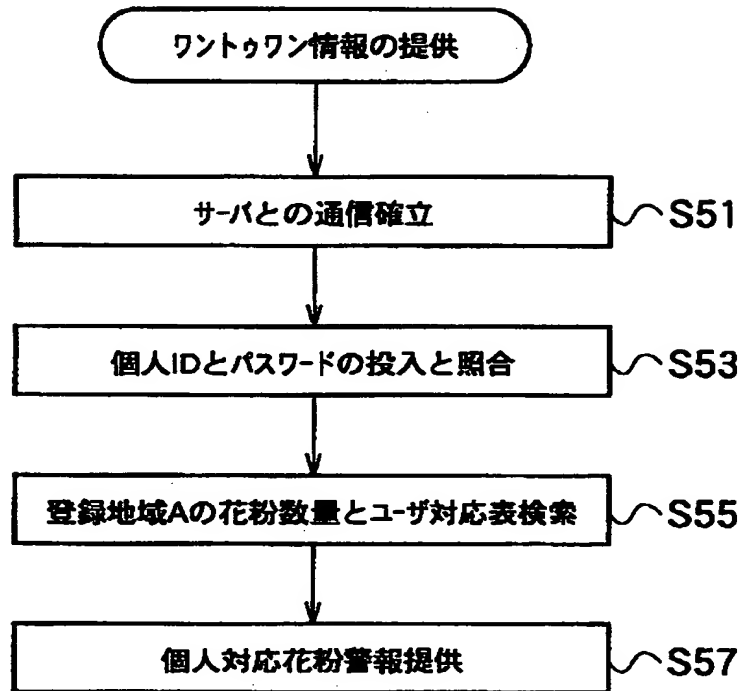 ワントゥワン情報の提供
サーバとの通信確立
S51
個人IDとパスワードの投入と照合
S53
登録地域Aの花粉数量とユーザ対応表検索
S55
個人対応花粉警報提供
S57